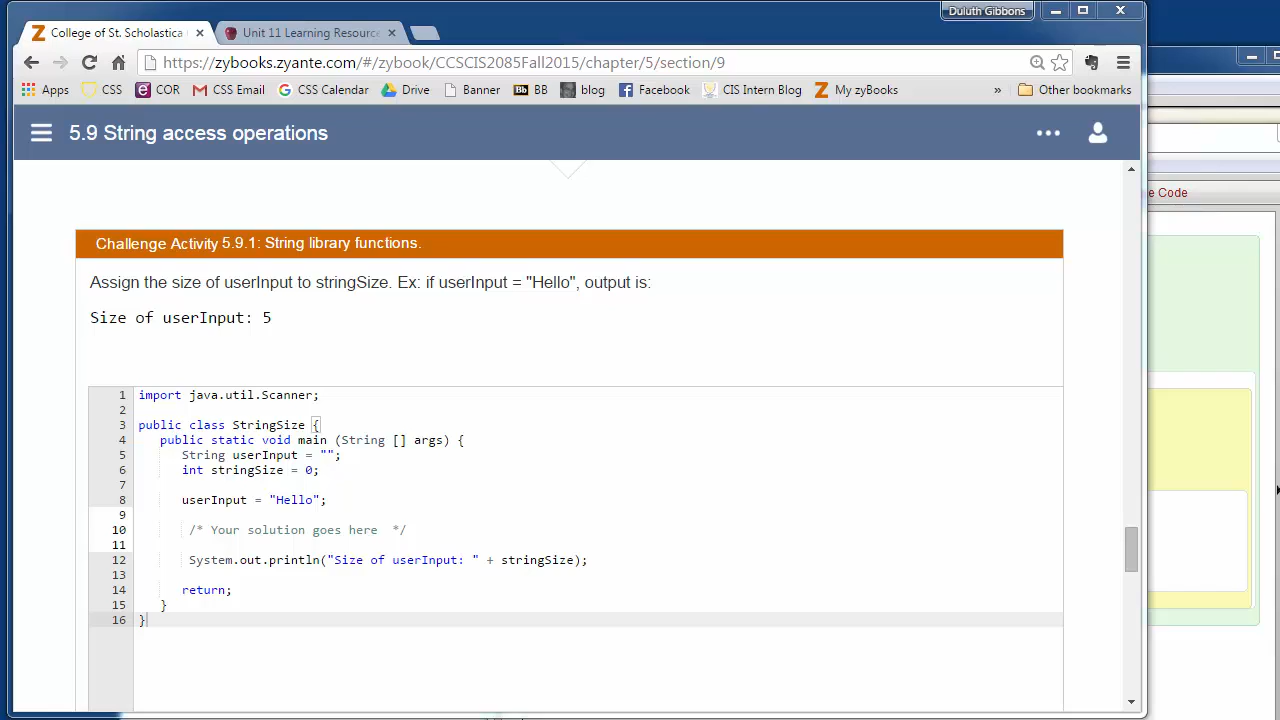 Duluth Gibbons
College of St. Scholastica
Unit 11 Learning Resource
https://zybooks.zyante.com/#/zybook/CCSCIS2085Fall2015/chapter/5/section/9
Apps CSS COR CSS Email CSS Calendar Drive Banner BB blog Facebook CIS Intern Blog My zyBooks » Other bookmarks
5.9 String access operations
e Code
Challenge Activity 5.9.1: String library functions.
Assign the size of userInput to stringSize. Ex: if userInput = "Hello", output is:
Size of userInput: 5
1 import java.util.Scanner;
2
3 public class StringSize {
4 public static void main (String [] args) {
5 String userInput = "";
6 int stringSize = 0;
7
8 userInput = "Hello";
9
10 /* Your solution goes here */
11
12 System.out.println("Size of userInput: " + stringSize);
13
14 return;
15 }
16 }